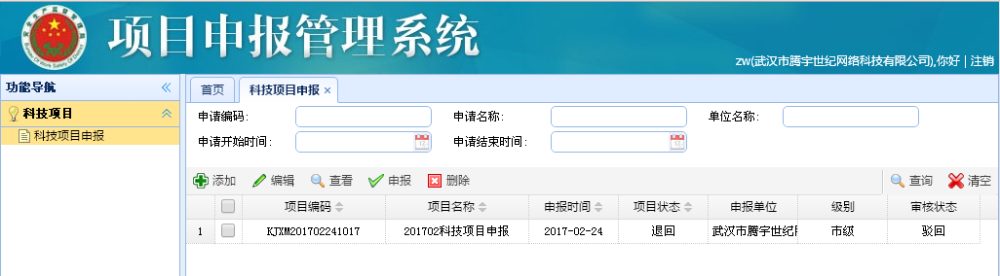 项目申报管理系统
zw(武汉市腾宇世纪网络科技有限公司),你好 | 注销
功能导航
首页 科技项目申报
科技项目
科技项目申报
申请编码: 申请名称: 单位名称:
申请开始时间: 申请结束时间:
添加 编辑 查看 申报 删除 查询 清空
项目编码 项目名称 申报时间 项目状态 申报单位 级别 审核状态
1 KJXM201702241017 201702科技项目申报 2017-02-24 退回 武汉市腾宇世纪 市级 驳回